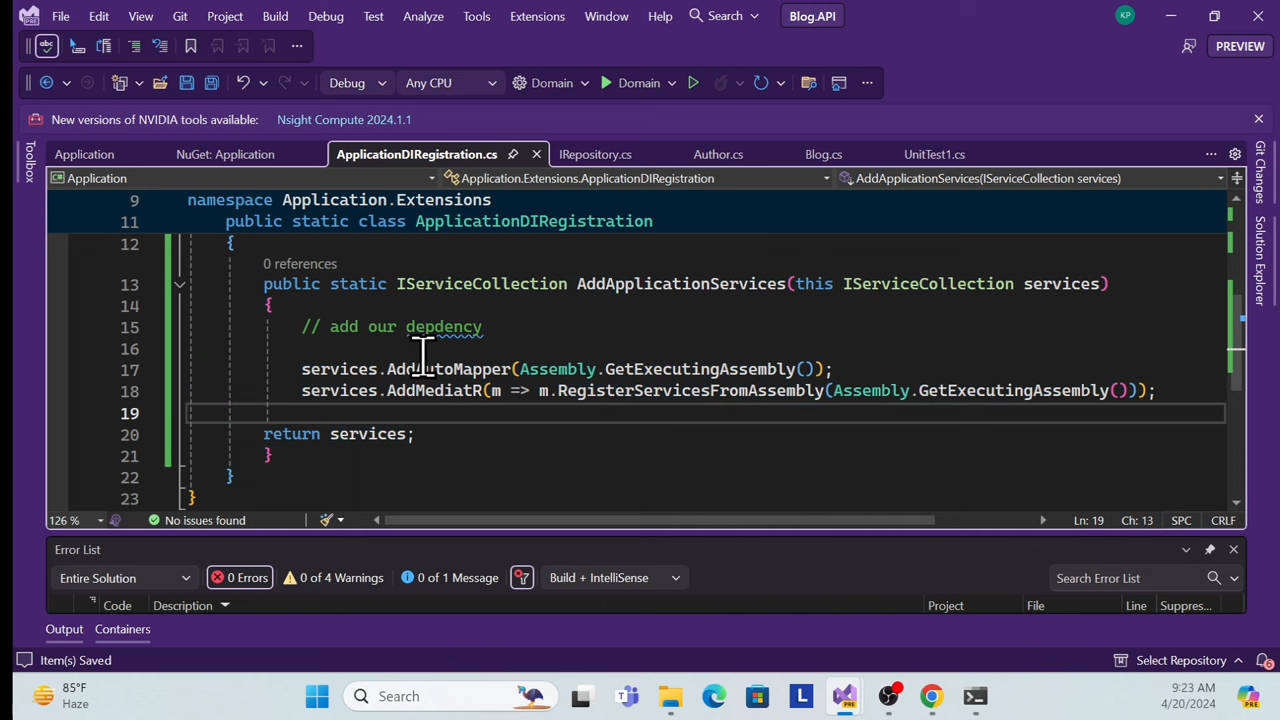 File Edit View Git Project Build Debug Test Analyze Tools Extensions Window Help Search Blog.API KP
abc PREVIEW
Debug Any CPU Domain Domain
New versions of NVIDIA tools available: Nsight Compute 2024.1.1
Application NuGet: Application ApplicationDIRegistration.cs IRepository.cs Author.cs Blog.cs UnitTest1.cs
Application Application.Extensions.ApplicationDIRegistration AddApplicationServices(IServiceCollection services)
Toolbox
Git Changes
Solution Explorer
9 namespace Application.Extensions
11 public static class ApplicationDIRegistration
12 {
0 references
13 public static IServiceCollection AddApplicationServices(this IServiceCollection services)
14 {
15 // add our depdency
16
17 services.AddAutoMapper(Assembly.GetExecutingAssembly());
18 services.AddMediatR(m => m.RegisterServicesFromAssembly(Assembly.GetExecutingAssembly()));
19
20 return services;
21 }
22 }
23 }
126 % No issues found Ln: 19 Ch: 13 SPC CRLF
Error List
Entire Solution 0 Errors 0 of 4 Warnings 0 of 1 Message Build + IntelliSense Search Error List
Code Description Project File Line Suppres...
Output Containers
Item(s) Saved Select Repository 6
85°F Search L PRE 9:23 AM PRE
Haze 4/20/2024